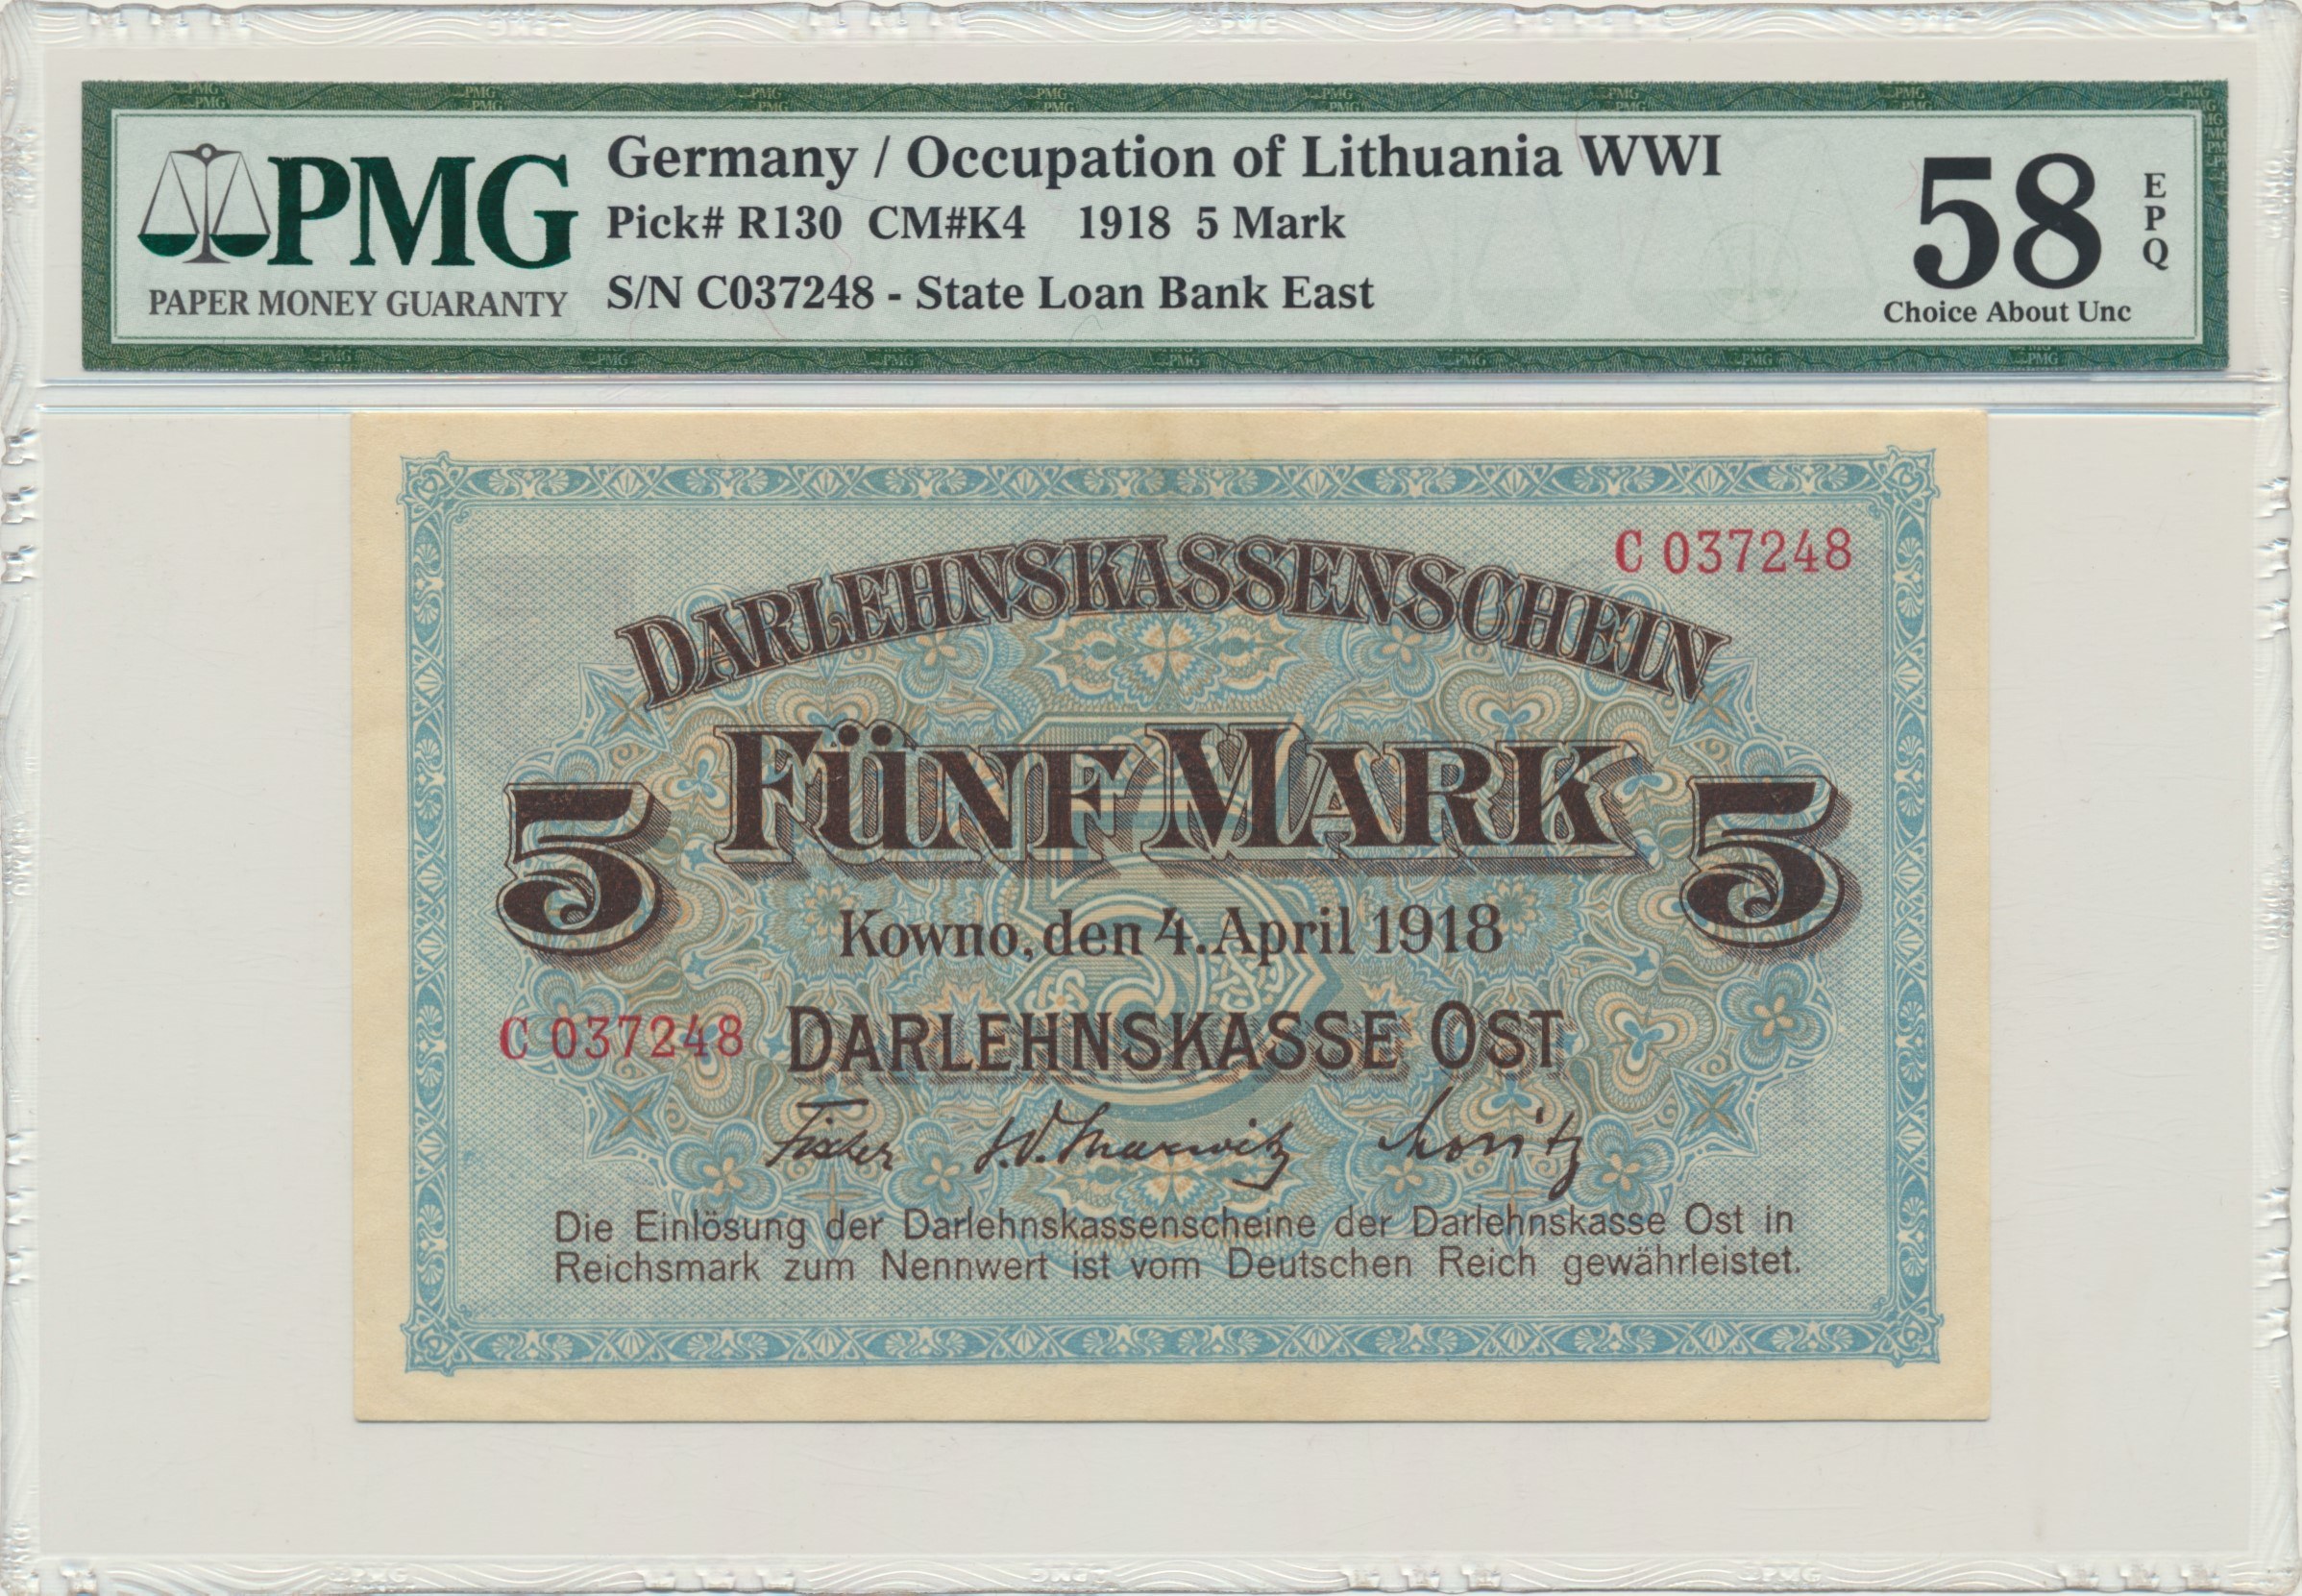 PMG
PAPER MONEY GUARANTY
Germany / Occupation of Lithuania WWI
Pick# R130 CM#K4 1918 5 Mark
S/N C037248 - State Loan Bank East
58 EPQ
Choice About Unc
C 037248
DARLEHNSKASSENSCHEIN
5 FÜNF MARK 5
Kowno, den 4. April 1918
C 037248 DARLEHNSKASSE OST
Fischer
Die Einlösung der Darlehnskassenscheine der Darlehnskasse Ost in
Reichsmark zum Nennwert ist vom Deutschen Reich gewährleistet.